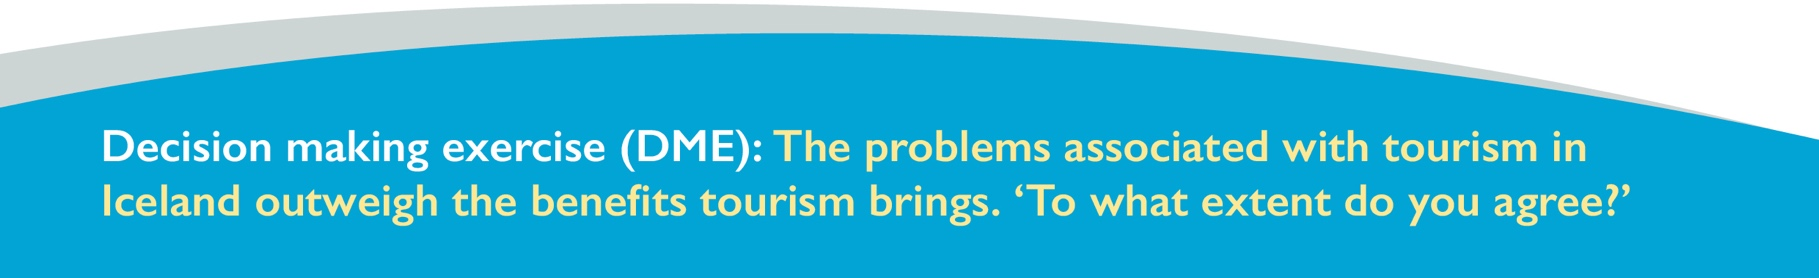 Decision making exercise (DME): The problems associated with tourism in
Iceland outweigh the benefits tourism brings. ‘To what extent do you agree?’